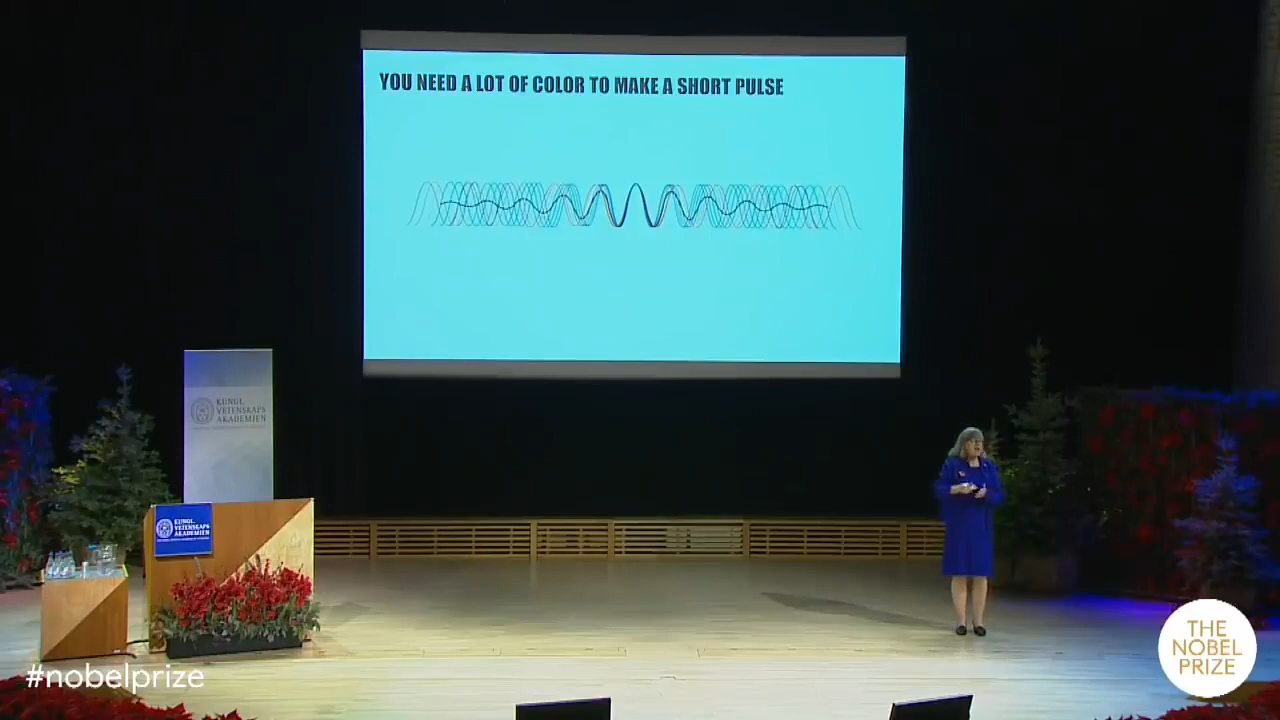 YOU NEED A LOT OF COLOR TO MAKE A SHORT PULSE
KUNGL.
VETENSKAPS
AKADEMIEN
KUNGL.
VETENSKAPS
AKADEMIEN
#nobelprize
THE
NOBEL
PRIZE